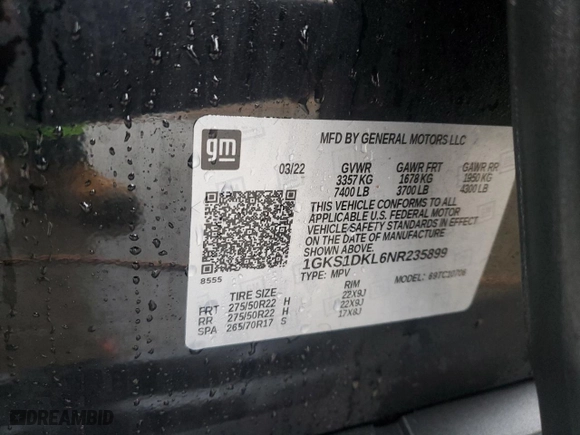 gm
MFD BY GENERAL MOTORS LLC
03/22 GVWR GAWR FRT GAWR RR
3357 KG 1678 KG 1950 KG
7400 LB 3700 LB 4300 LB
THIS VEHICLE CONFORMS TO ALL
APPLICABLE U.S. FEDERAL MOTOR
VEHICLE SAFETY STANDARDS IN EFFECT
ON THE DATE OF MANUFACTURE
SHOWN ABOVE.
1GKS1DKL6NR235899
TYPE: MPV MODEL:
8555
TIRE SIZE RIM
FRT 275/50R22 H 22X9J
RR 275/50R22 H 22X9J
SPA 265/70R17 S 17X8J
DREAMBID